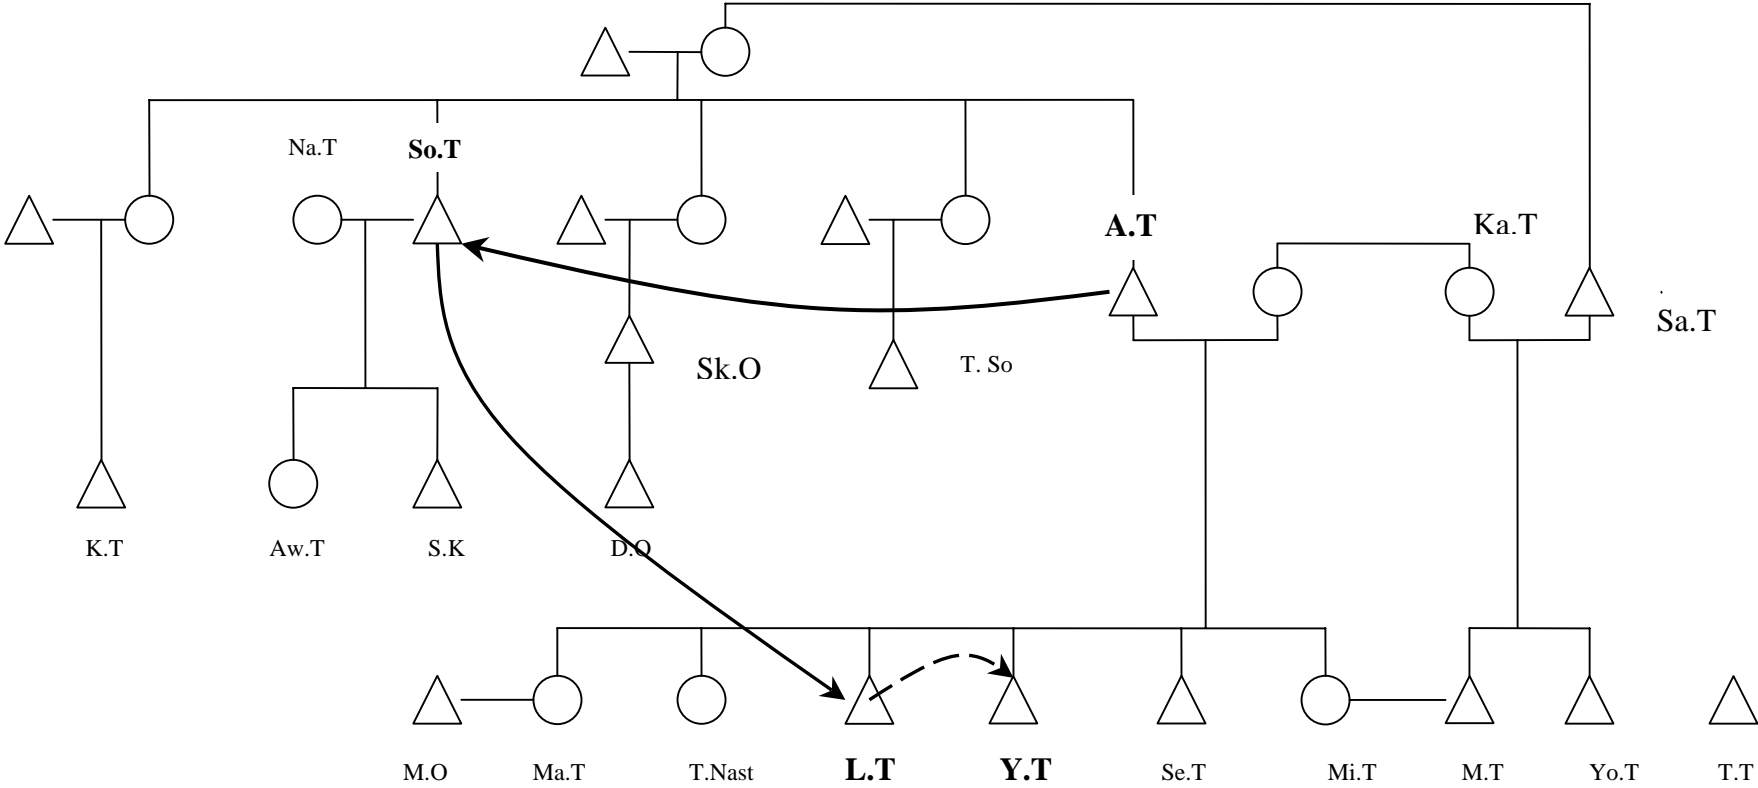 Na.T
So.T
A.T
Ka.T
Sa.T
Sk.O
T. So
K.T
Aw.T
S.K
D.O
M.O
Ma.T
T.Nast
L.T
Y.T
Se.T
Mi.T
M.T
Yo.T
T.T